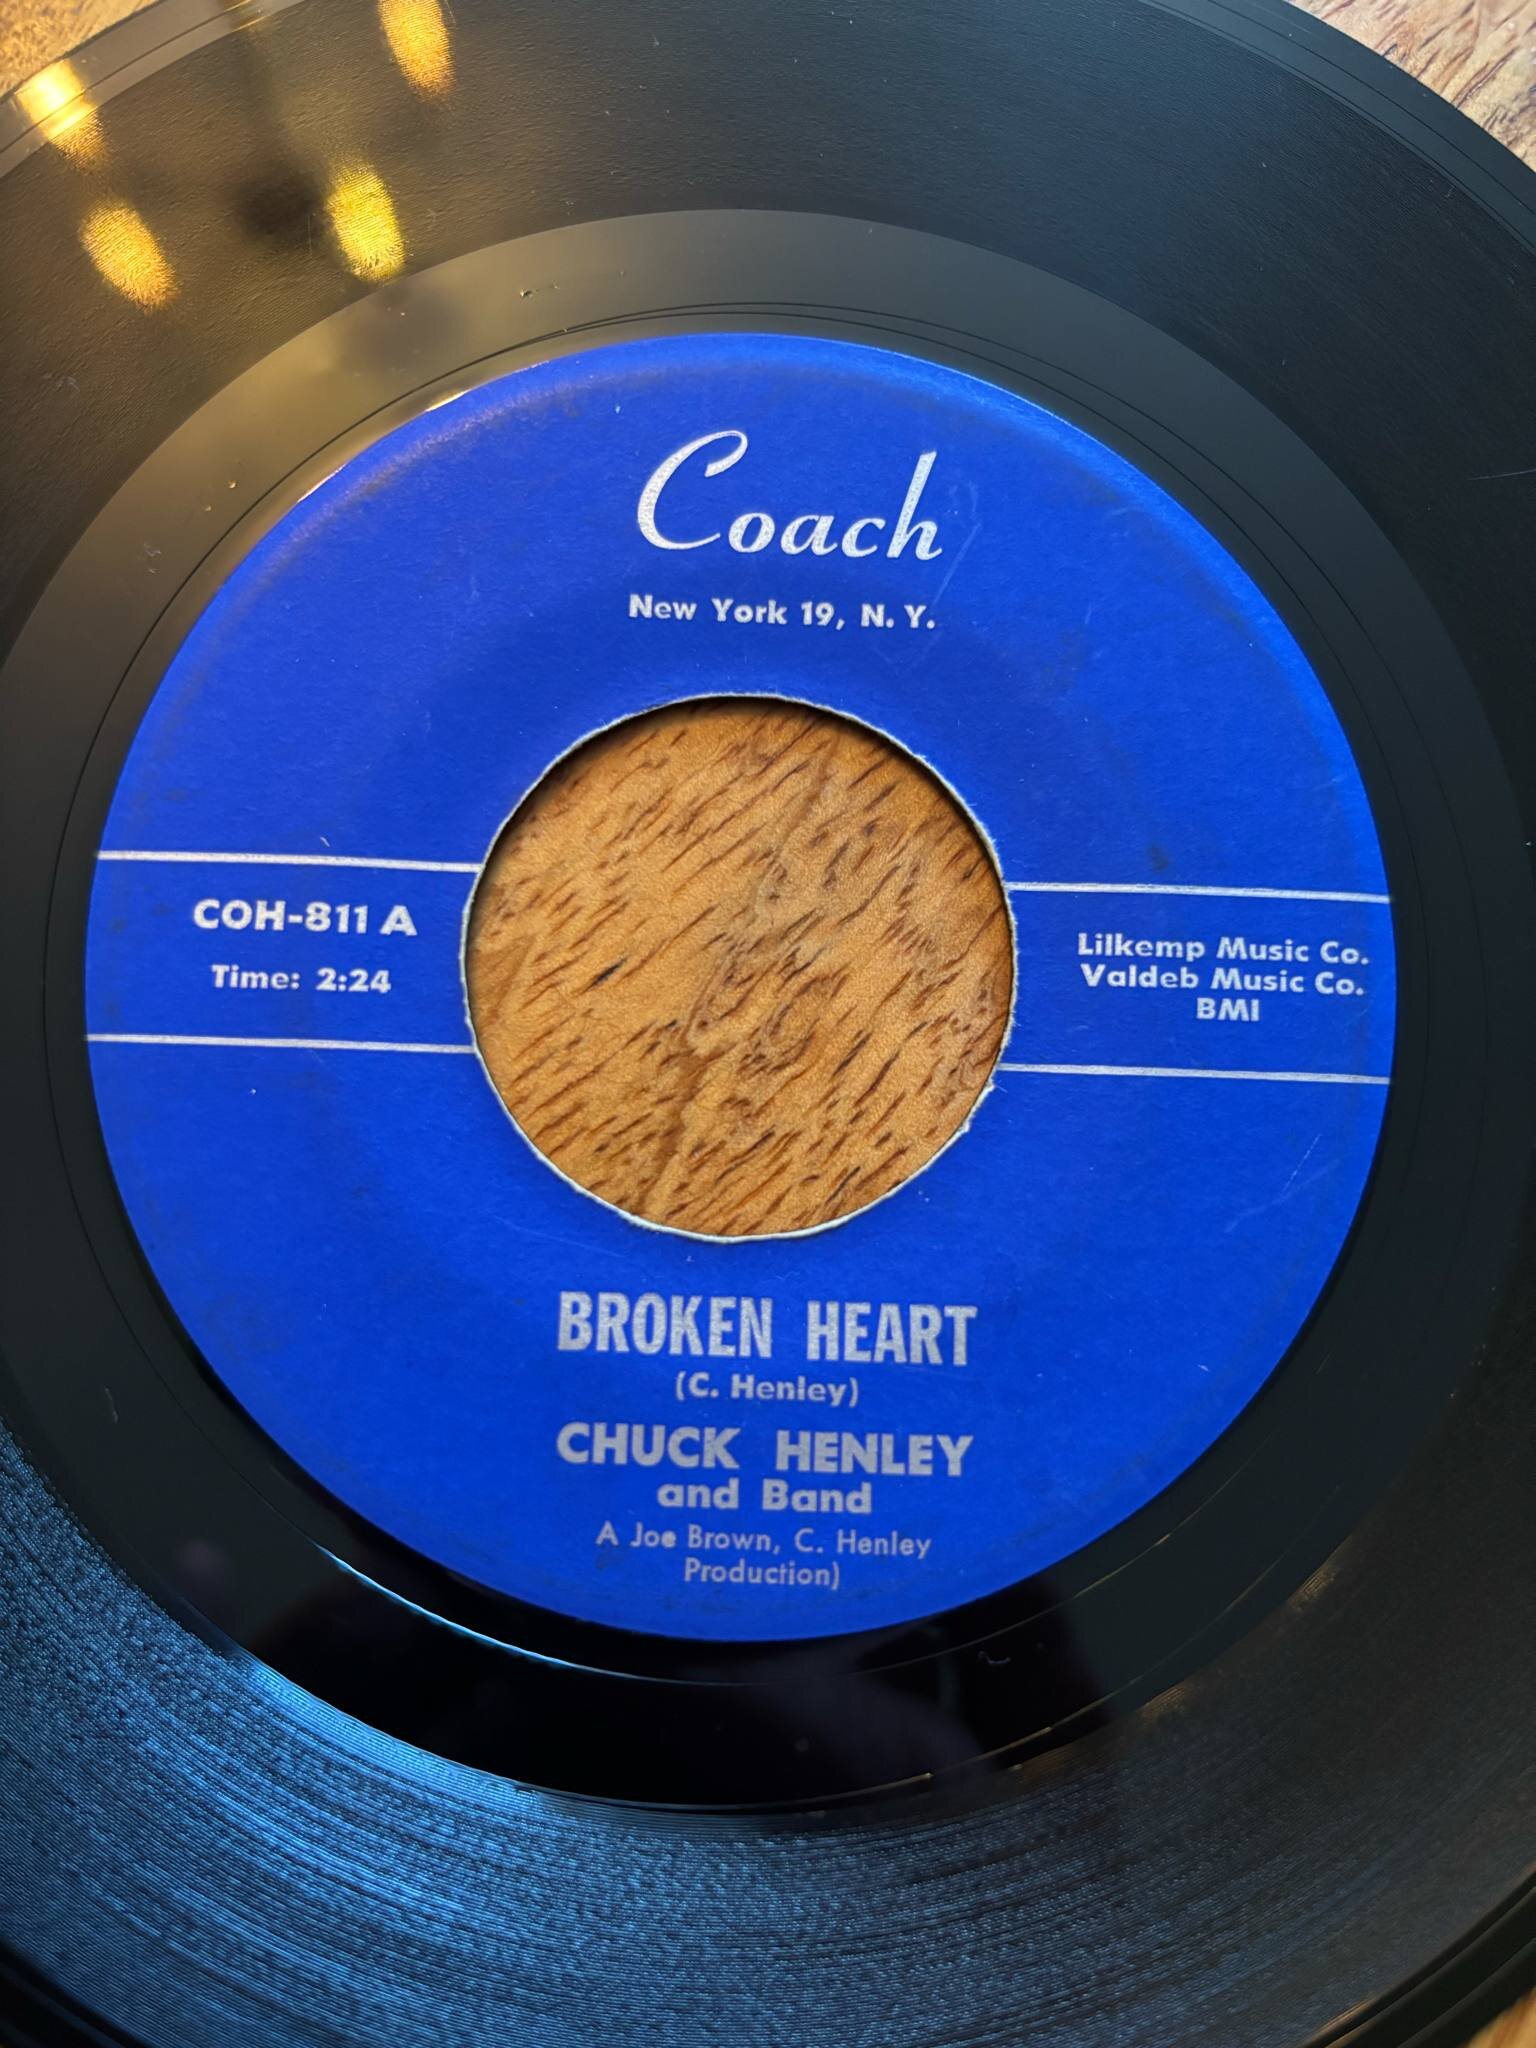 Coach
New York 19, N. Y.
COH-811 A
Time: 2:24
Lilkemp Music Co.
Valdeb Music Co.
BMI
BROKEN HEART
(C. Henley)
CHUCK HENLEY
and Band
A Joe Brown, C. Henley
Production)